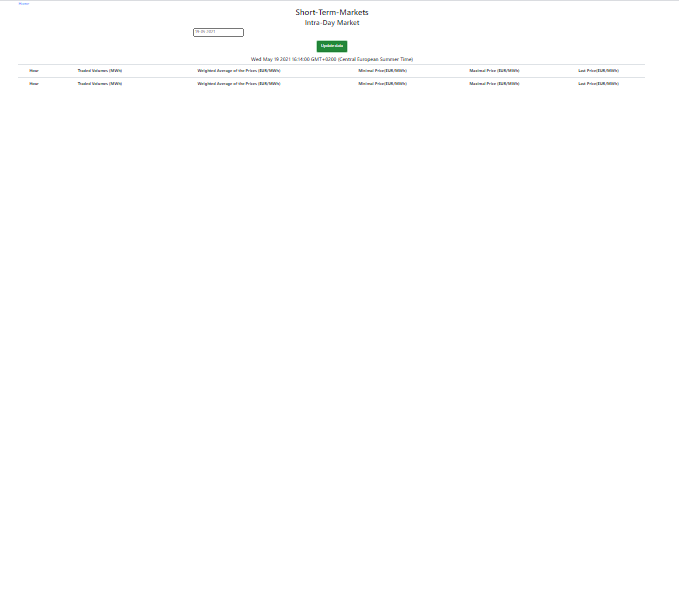 Home
Short-Term-Markets
Intra-Day Market
19.05.2021
Update data
Wed May 19 2021 16:14:00 GMT+0200 (Central European Summer Time)
Hour Traded Volumes (MWh) Weighted Average of the Prices (EUR/MWh) Minimal Price(EUR/MWh) Maximal Price (EUR/MWh) Last Price(EUR/MWh)
Hour Traded Volumes (MWh) Weighted Average of the Prices (EUR/MWh) Minimal Price(EUR/MWh) Maximal Price (EUR/MWh) Last Price(EUR/MWh)